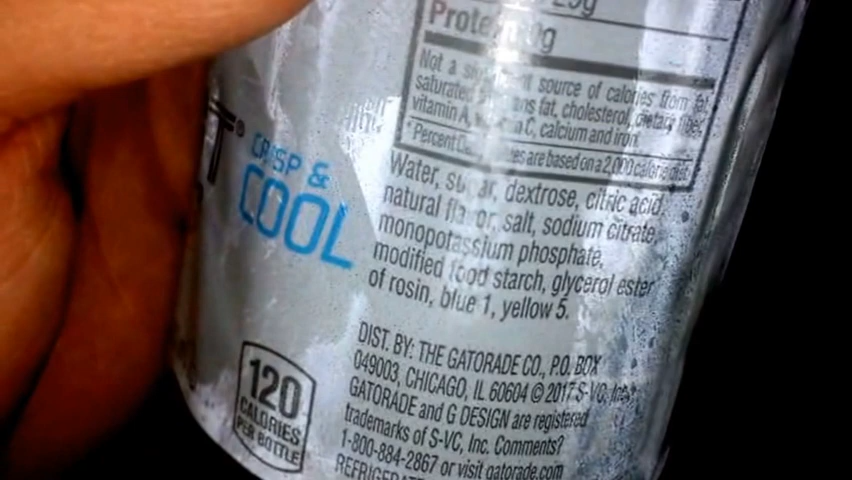 Prote 0g
Not a significant source of calories from fat,
saturated fat, trans fat, cholesterol, dietary fiber,
vitamin A, vitamin C, calcium and iron.
* Percent Daily Values are based on a 2,000 calorie diet.
Water, sugar, dextrose, citric acid,
natural flavor, salt, sodium citrate,
monopotassium phosphate,
modified food starch, glycerol ester
of rosin, blue 1, yellow 5.
T®
CRISP &
COOL
120
CALORIES
PER BOTTLE
DIST. BY: THE GATORADE CO., P.O. BOX
049003, CHICAGO, IL 60604 © 2017 S-VC, Inc.
GATORADE and G DESIGN are registered
trademarks of S-VC, Inc. Comments?
1-800-884-2867 or visit gatorade.com
REFRIGERAT